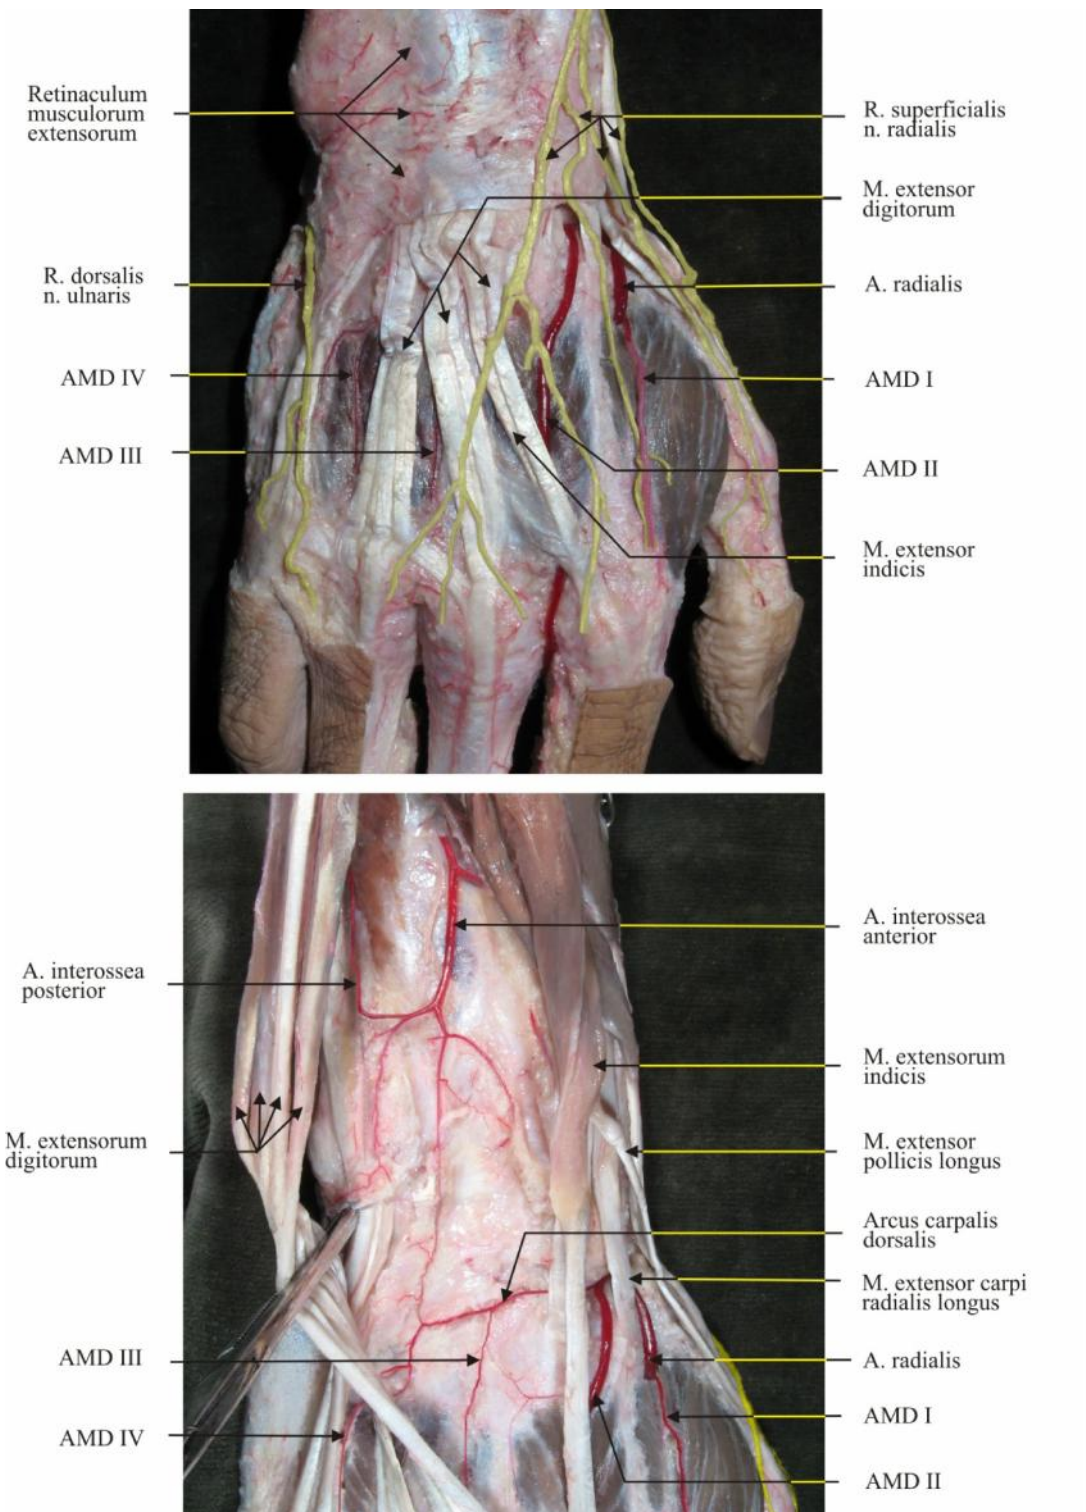 Retinaculum
musculorum
extensorum
R. superficialis
n. radialis
M. extensor
digitorum
R. dorsalis
n. ulnaris
A. radialis
AMD IV
AMD I
AMD III
AMD II
M. extensor
indicis
A. interossea
anterior
A. interossea
posterior
M. extensorum
indicis
M. extensorum
digitorum
M. extensor
pollicis longus
Arcus carpalis
dorsalis
M. extensor carpi
radialis longus
AMD III
A. radialis
AMD I
AMD IV
AMD II